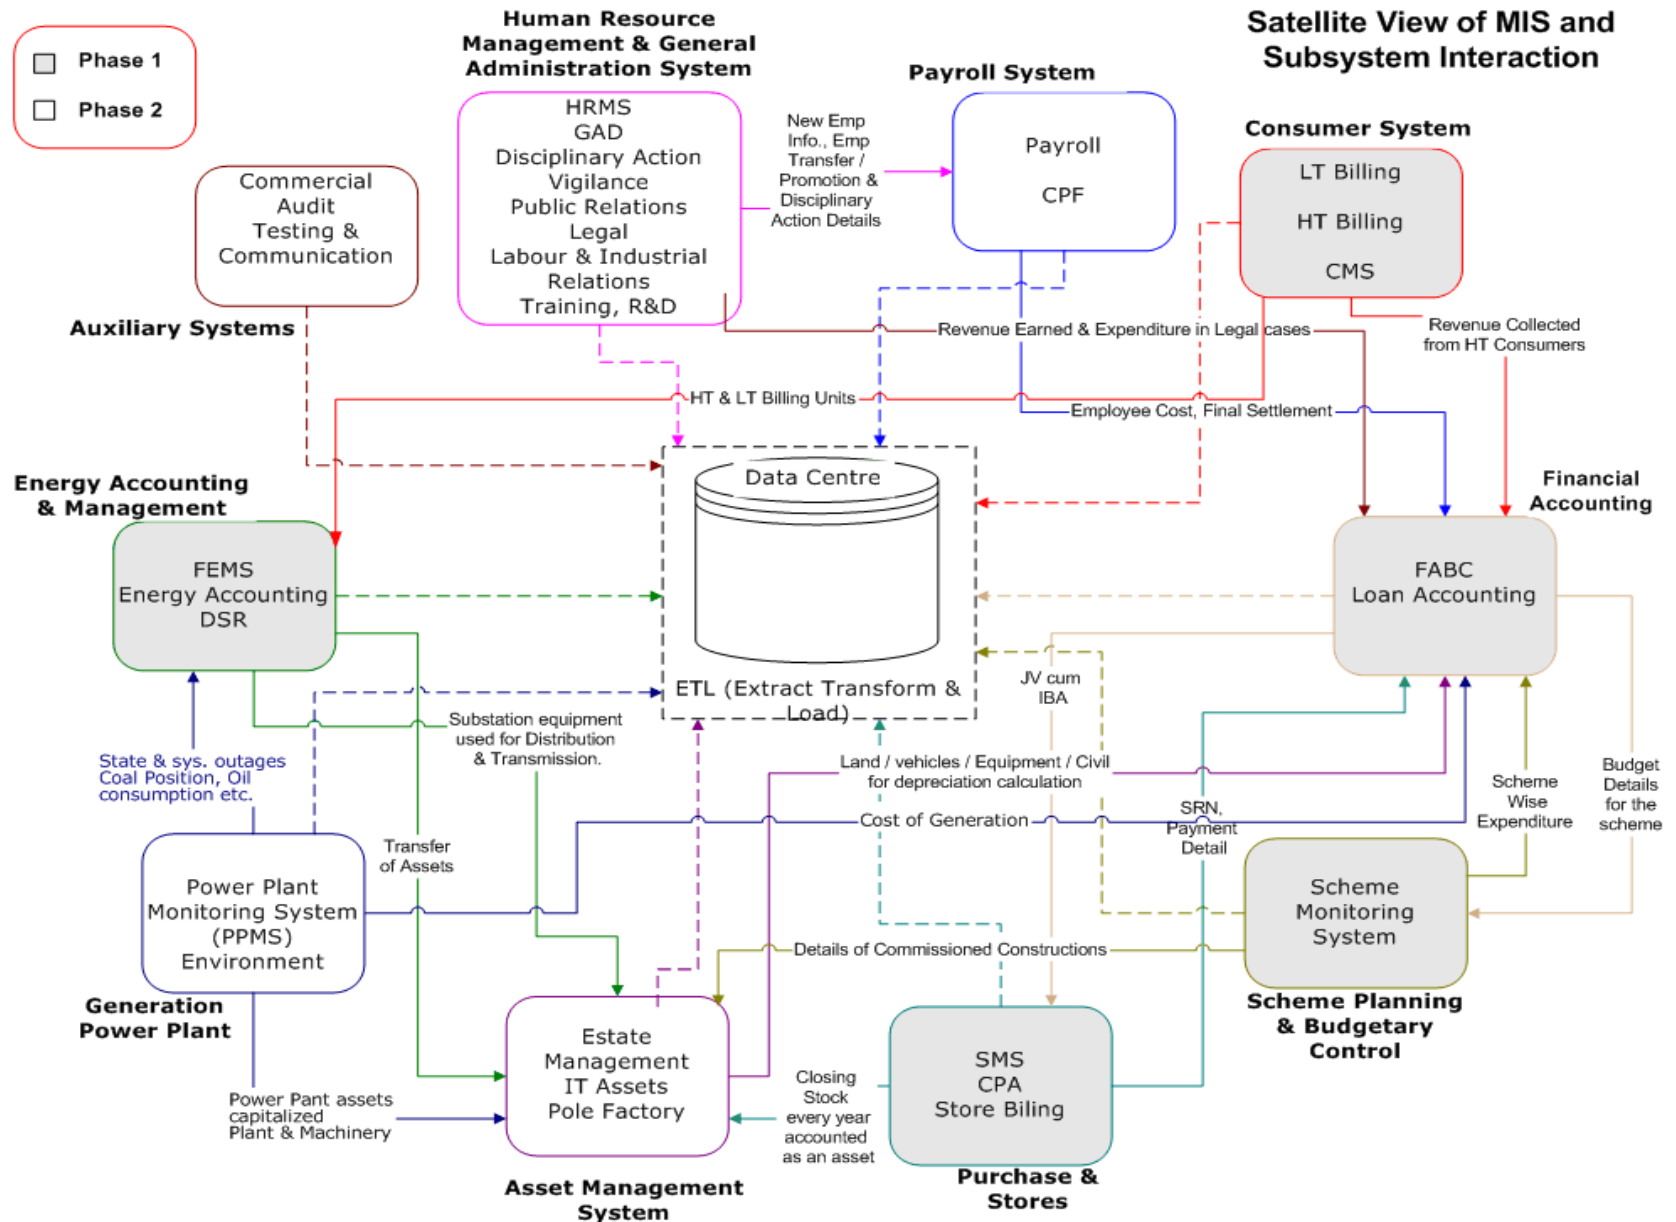 Satellite View of MIS and
Subsystem Interaction
Phase 1
Phase 2
Human Resource
Management & General
Administration System
HRMS
GAD
Disciplinary Action
Vigilance
Public Relations
Legal
Labour & Industrial
Relations
Training, R&D
New Emp
Info., Emp
Transfer /
Promotion &
Disciplinary
Action Details
Payroll System
Payroll
CPF
Consumer System
LT Billing
HT Billing
CMS
Commercial
Audit
Testing &
Communication
Auxiliary Systems
Revenue Earned & Expenditure in Legal cases
Revenue Collected
from HT Consumers
HT & LT Billing Units
Employee Cost, Final Settlement
Data Centre
ETL (Extract Transform &
Load)
Energy Accounting
& Management
FEMS
Energy Accounting
DSR
Financial
Accounting
FABC
Loan Accounting
JV cum
IBA
Substation equipment
used for Distribution
& Transmission.
State & sys. outages
Coal Position, Oil
consumption etc.
Land / vehicles / Equipment / Civil
for depreciation calculation
Budget
Details
for the
scheme
Scheme
Wise
Expenditure
SRN,
Payment
Detail
Cost of Generation
Transfer
of Assets
Power Plant
Monitoring System
(PPMS)
Environment
Generation
Power Plant
Scheme
Monitoring
System
Scheme Planning
& Budgetary
Control
Details of Commissioned Constructions
Estate
Management
IT Assets
Pole Factory
Asset Management
System
Closing
Stock
every year
accounted
as an asset
SMS
CPA
Store Biling
Purchase &
Stores
Power Pant assets
capitalized
Plant & Machinery